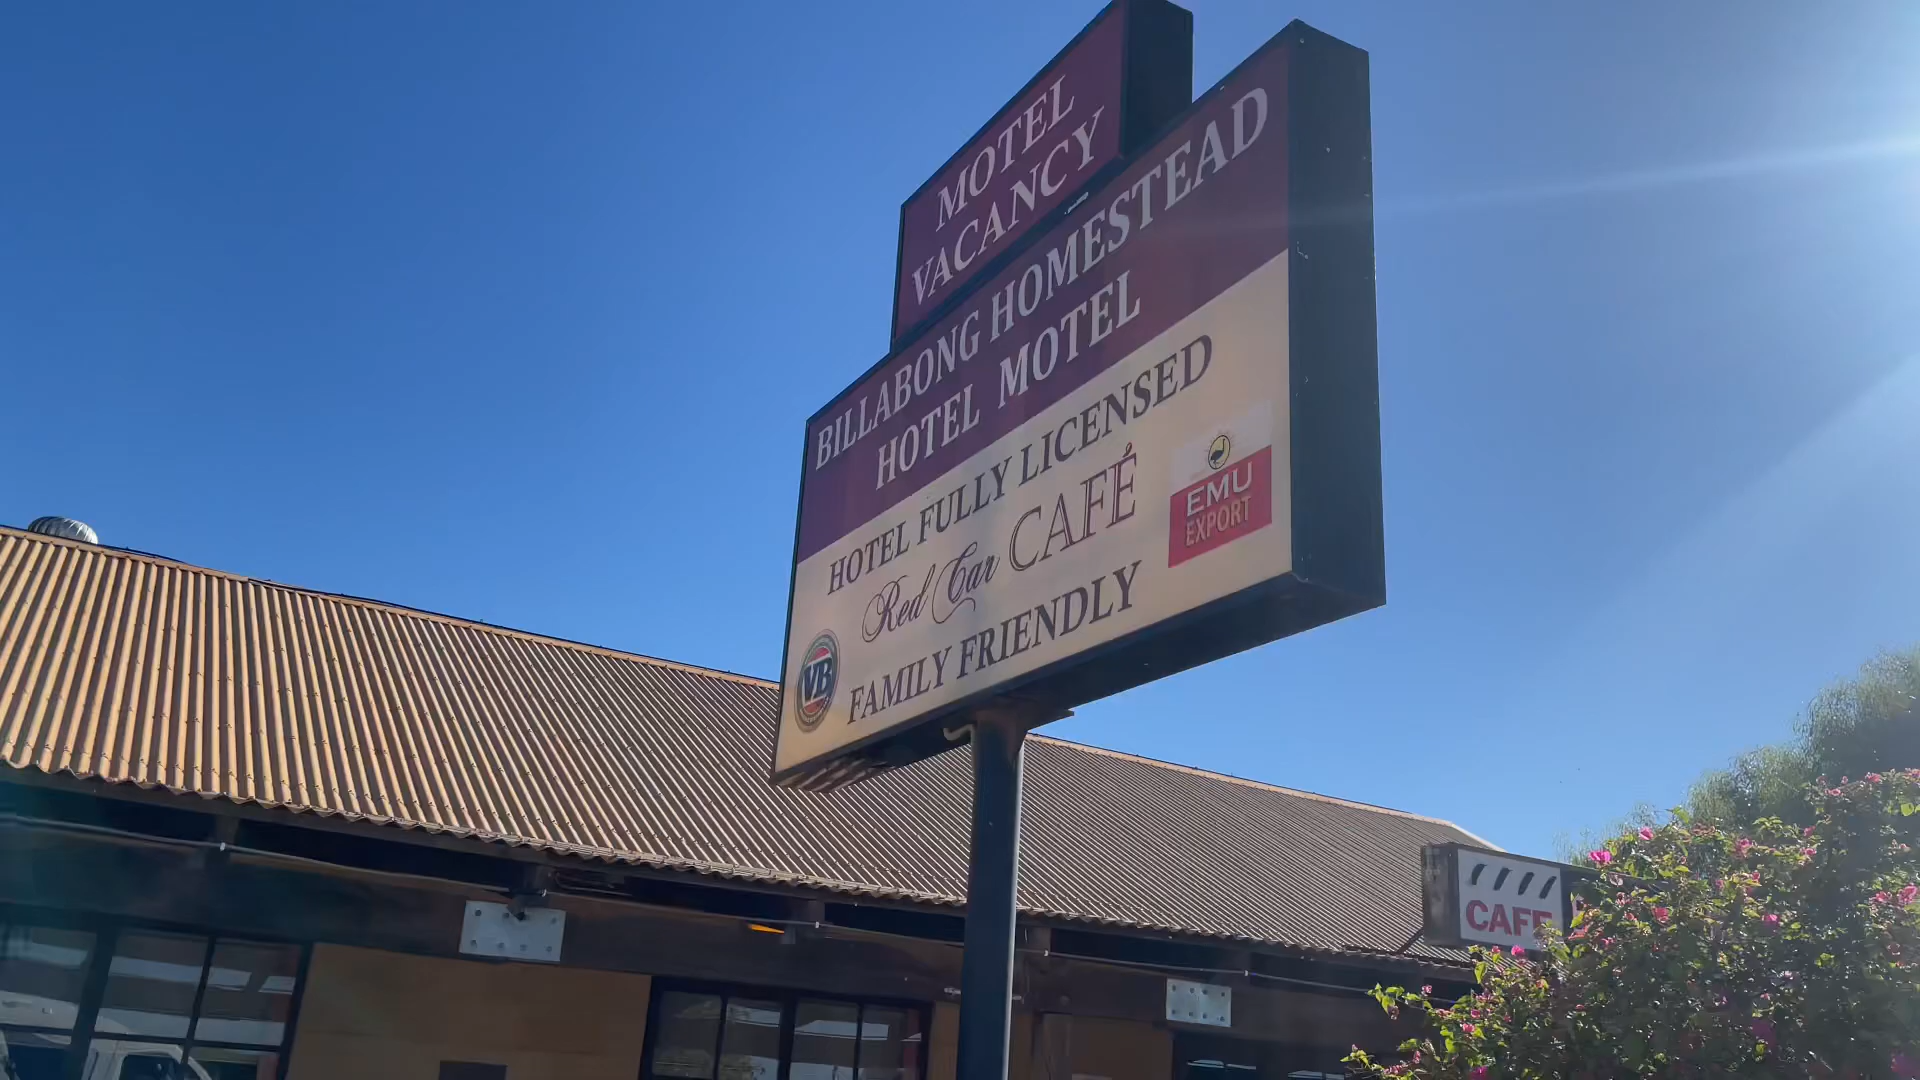 MOTEL
VACANCY
BILLABONG HOMESTEAD
HOTEL MOTEL
HOTEL FULLY LICENSED
Red Car CAFÉ
FAMILY FRIENDLY
EMU
EXPORT
VB
CAFE